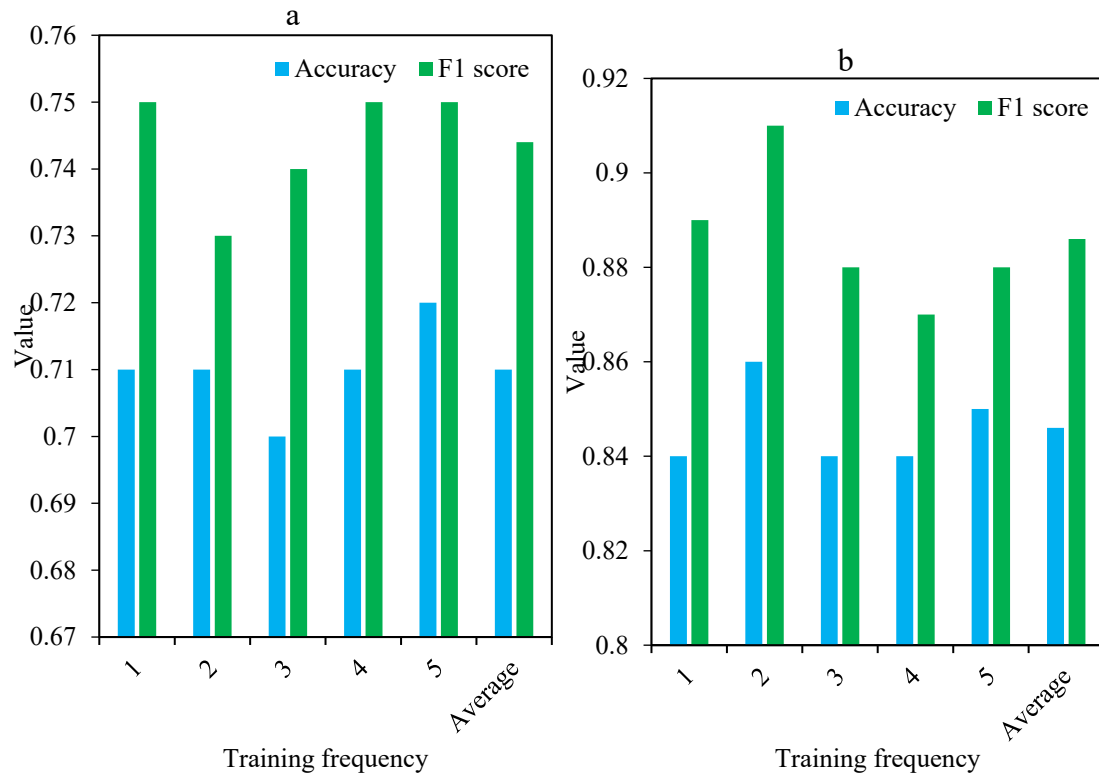 a
Accuracy F1 score
0.76
0.75
0.74
0.73
0.72
0.71
0.7
0.69
0.68
0.67
Value
1
2
3
4
5
Average
Training frequency
b
Accuracy F1 score
0.92
0.9
0.88
0.86
0.84
0.82
0.8
Value
1
2
3
4
5
Average
Training frequency